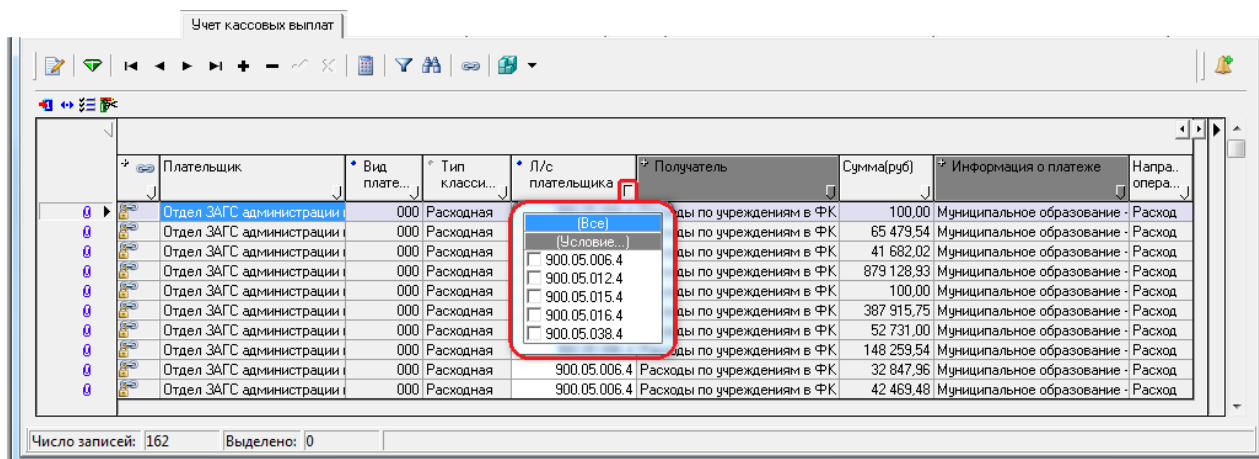 Учет кассовых выплат
Плательщик Вид плате... Тип класси... Л/с плательщика Получатель Сумма(руб) Информация о платеже Напра.. опера...
Отдел ЗАГС администрации 000 Расходная ды по учреждениям в ФК 100,00 Муниципальное образование - Расход
(Все)
Отдел ЗАГС администрации 000 Расходная ды по учреждениям в ФК 65 479,54 Муниципальное образование - Расход
(Условие...)
Отдел ЗАГС администрации 000 Расходная ды по учреждениям в ФК 41 682,02 Муниципальное образование - Расход
900.05.006.4
Отдел ЗАГС администрации 000 Расходная ды по учреждениям в ФК 879 128,93 Муниципальное образование - Расход
900.05.012.4
Отдел ЗАГС администрации 000 Расходная ды по учреждениям в ФК 100,00 Муниципальное образование - Расход
900.05.015.4
Отдел ЗАГС администрации 000 Расходная ды по учреждениям в ФК 387 915,75 Муниципальное образование - Расход
900.05.016.4
Отдел ЗАГС администрации 000 Расходная ды по учреждениям в ФК 52 731,00 Муниципальное образование - Расход
900.05.038.4
Отдел ЗАГС администрации 000 Расходная ды по учреждениям в ФК 148 259,54 Муниципальное образование - Расход
Отдел ЗАГС администрации 000 Расходная 900.05.006.4 Расходы по учреждениям в ФК 32 847,96 Муниципальное образование - Расход
Отдел ЗАГС администрации 000 Расходная 900.05.006.4 Расходы по учреждениям в ФК 42 469,48 Муниципальное образование - Расход
Число записей: 162 Выделено: 0